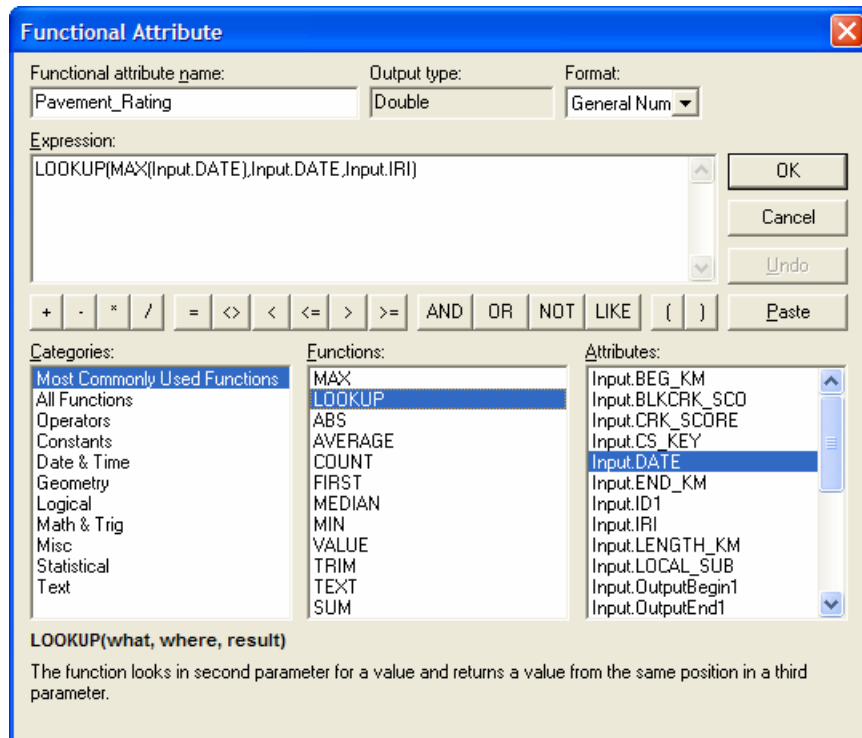 Functional Attribute
Functional attribute name:
Output type:
Format:
Pavement_Rating
Double
General Num
Expression:
LOOKUP(MAX(Input.DATE),Input.DATE,Input.IRI)
OK
Cancel
Undo
+ - * / = <> < <= > >= AND OR NOT LIKE ( ) Paste
Categories:
Most Commonly Used Functions
All Functions
Operators
Constants
Date & Time
Geometry
Logical
Math & Trig
Misc
Statistical
Text
Functions:
MAX
LOOKUP
ABS
AVERAGE
COUNT
FIRST
MEDIAN
MIN
VALUE
TRIM
TEXT
SUM
Attributes:
Input.BEG_KM
Input.BLKCRK_SCO
Input.CRK_SCORE
Input.CS_KEY
Input.DATE
Input.END_KM
Input.ID1
Input.IRI
Input.LENGTH_KM
Input.LOCAL_SUB
Input.OutputBegin1
Input.OutputEnd1
LOOKUP(what, where, result)
The function looks in second parameter for a value and returns a value from the same position in a third
parameter.